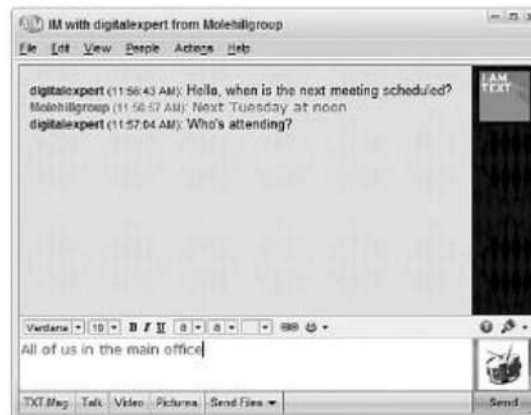 IM with digitalexpert from Molehillgroup
File Edit View People Actions Help
digitalexpert (11:56:43 AM): Hello, when is the next meeting scheduled?
Molehillgroup (11:56:57 AM): Next Tuesday at noon
digitalexpert (11:57:04 AM): Who's attending?
I AM
TEXT
Verdana 10 B I U
All of us in the main office
TXT Msg Talk Video Pictures Send Files Send